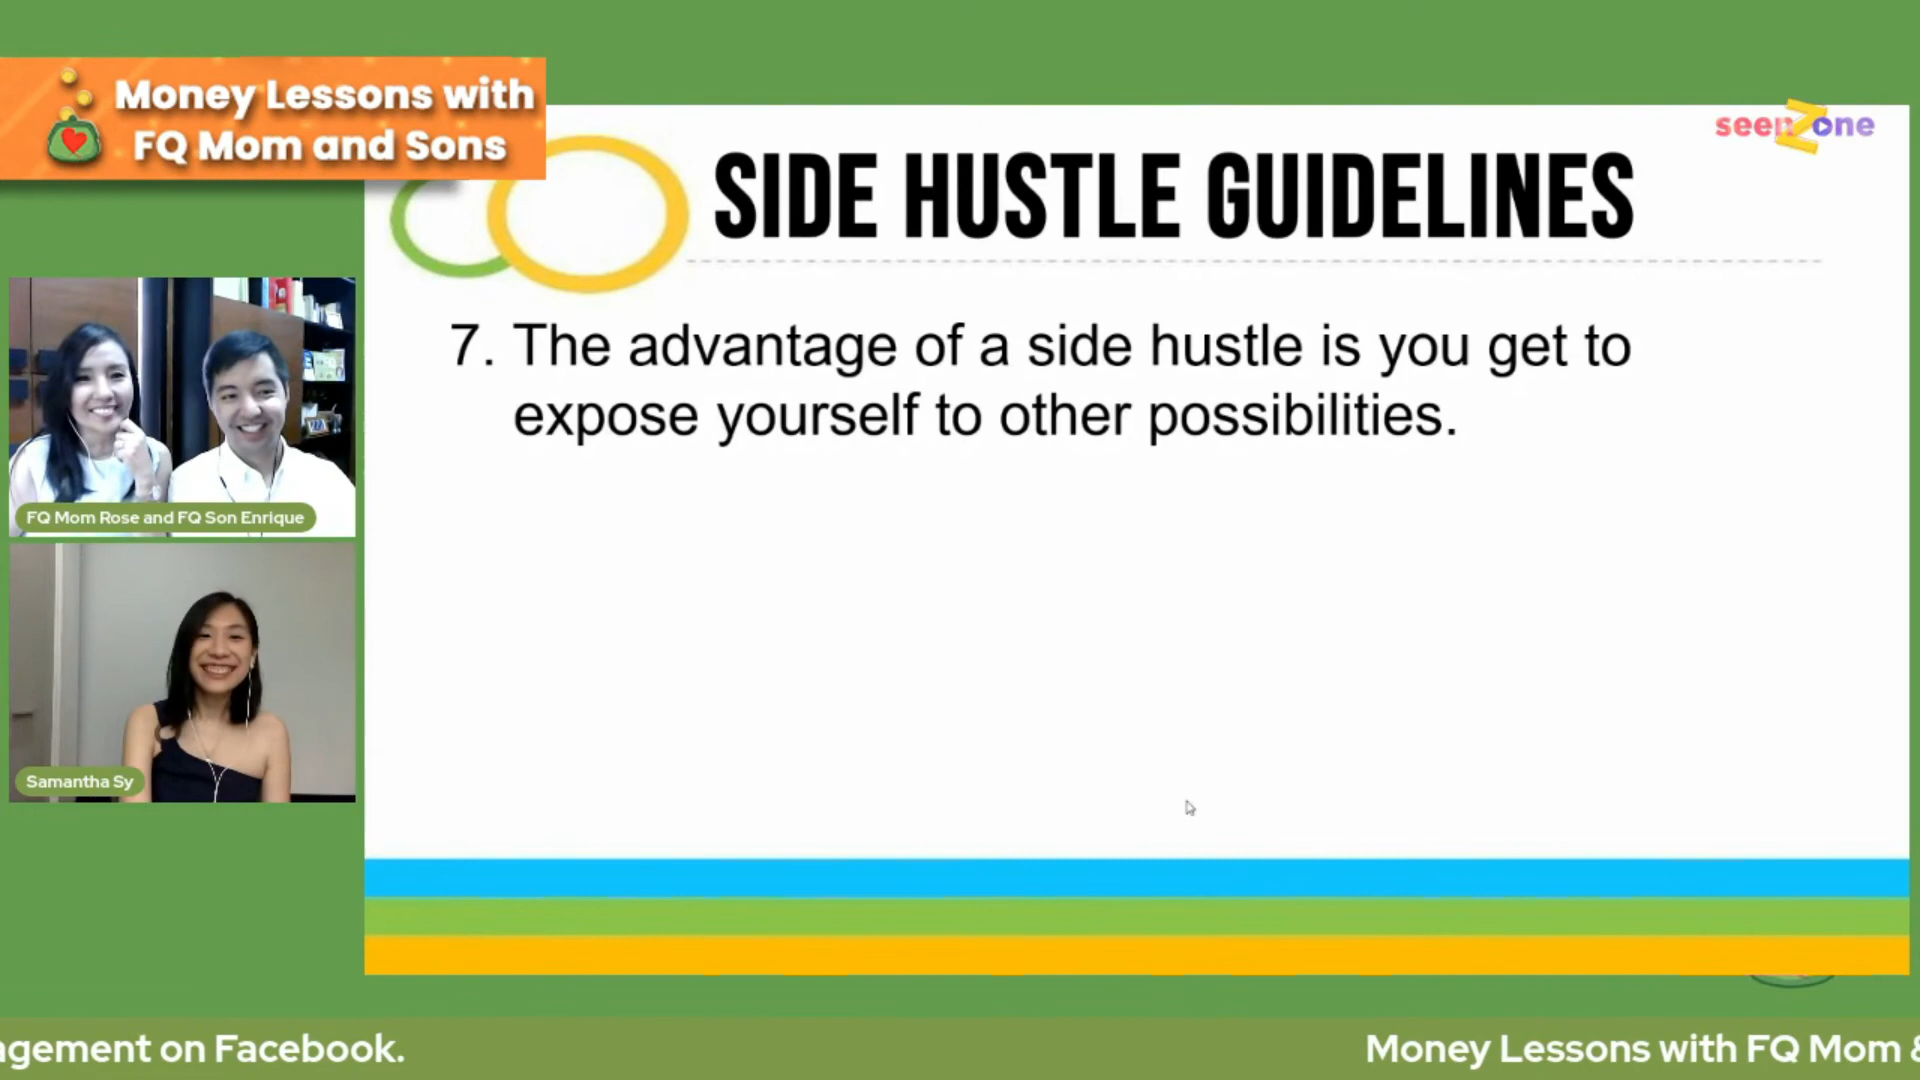 Money Lessons with
FQ Mom and Sons
seenZone
SIDE HUSTLE GUIDELINES
7. The advantage of a side hustle is you get to
expose yourself to other possibilities.
FQ Mom Rose and FQ Son Enrique
Samantha Sy
agement on Facebook.
Money Lessons with FQ Mom &